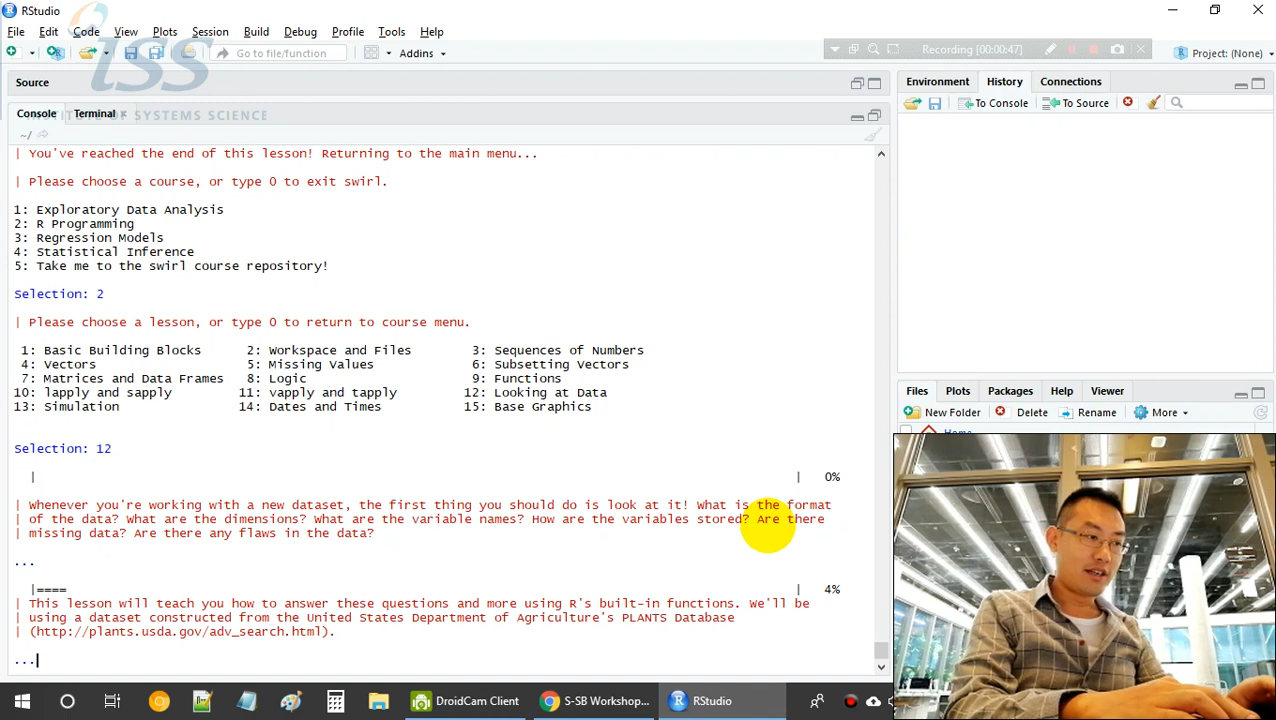 RStudio
File Edit Code View Plots Session Build Debug Profile Tools Help
Go to file/function Addins Recording [00:00:47] Project: (None)
iss
INSTITUTE OF SYSTEMS SCIENCE
Source
Console Terminal ×
~/
| You've reached the end of this lesson! Returning to the main menu...
| Please choose a course, or type 0 to exit swirl.
1: Exploratory Data Analysis
2: R Programming
3: Regression Models
4: Statistical Inference
5: Take me to the swirl course repository!
Selection: 2
| Please choose a lesson, or type 0 to return to course menu.
1: Basic Building Blocks 2: Workspace and Files 3: Sequences of Numbers
4: Vectors 5: Missing Values 6: Subsetting Vectors
7: Matrices and Data Frames 8: Logic 9: Functions
10: lapply and sapply 11: vapply and tapply 12: Looking at Data
13: Simulation 14: Dates and Times 15: Base Graphics
Selection: 12
| | 0%
| Whenever you're working with a new dataset, the first thing you should do is look at it! What is the format
| of the data? What are the dimensions? What are the variable names? How are the variables stored? Are there
| missing data? Are there any flaws in the data?
...
|==== | 4%
| This lesson will teach you how to answer these questions and more using R's built-in functions. We'll be
| using a dataset constructed from the United States Department of Agriculture's PLANTS Database
| (http://plants.usda.gov/adv_search.html).
...
Environment History Connections
To Console To Source
Files Plots Packages Help Viewer
New Folder Delete Rename More
Home
DroidCam Client S-SB Workshop... RStudio